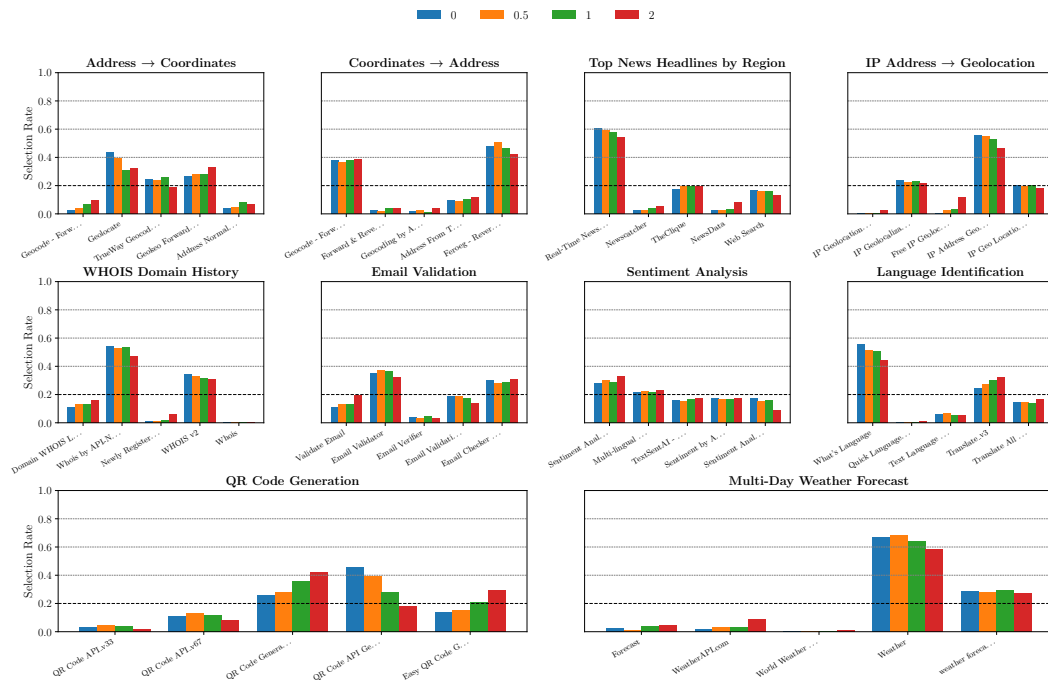 0 0.5 1 2
Address → Coordinates
Coordinates → Address
Top News Headlines by Region
IP Address → Geolocation
Selection Rate
1.0
0.8
0.6
0.4
0.2
0.0
Geocode - Forw...
Geolocate
TrueWay Geocod...
Geokeo Forward...
Address Normal...
Geocode - Forw...
Forward & Reve...
Geocoding by A...
Address From T...
Feroeg - Rever...
Real-Time News...
Newscatcher
TheClique
NewsData
Web Search
IP Geolocation...
IP Geolocatina...
Free IP Geoloc...
IP Address Geo...
IP Geo Locatio...
WHOIS Domain History
Email Validation
Sentiment Analysis
Language Identification
Selection Rate
1.0
0.8
0.6
0.4
0.2
0.0
Domain WHOIS L...
Whois by API.N...
Newly Register...
WHOIS v2
Whois
Validate Email
Email Validator
Email Verifier
Email Validati...
Email Checker ...
Sentiment Anal...
Multi-lingual ...
TextSentAI - ...
Sentiment by A...
Sentiment Anal...
What's Language
Quick Language...
Text Language ...
Translate.v3
Translate All ...
QR Code Generation
Multi-Day Weather Forecast
Selection Rate
1.0
0.8
0.6
0.4
0.2
0.0
QR Code API.v33
QR Code API.v67
QR Code Genera...
QR Code API Ge...
Easy QR Code G...
Forecast
WeatherAPI.com
World Weather ...
Weather
weather foreca...